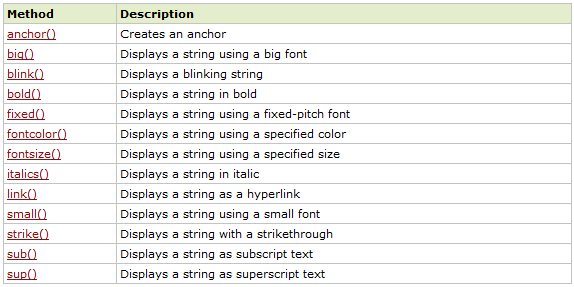 Method Description
anchor() Creates an anchor
big() Displays a string using a big font
blink() Displays a blinking string
bold() Displays a string in bold
fixed() Displays a string using a fixed-pitch font
fontcolor() Displays a string using a specified color
fontsize() Displays a string using a specified size
italics() Displays a string in italic
link() Displays a string as a hyperlink
small() Displays a string using a small font
strike() Displays a string with a strikethrough
sub() Displays a string as subscript text
sup() Displays a string as superscript text